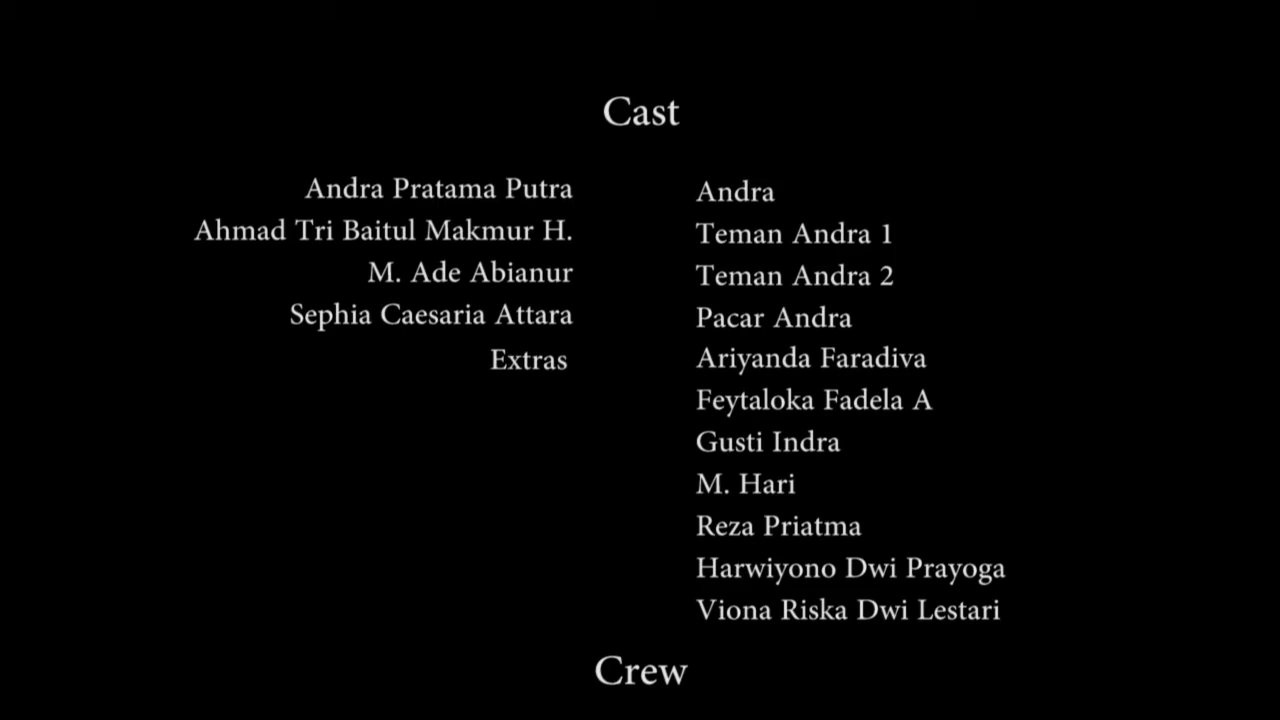 Cast
Andra Pratama Putra Andra
Ahmad Tri Baitul Makmur H. Teman Andra 1
M. Ade Abianur Teman Andra 2
Sephia Caesaria Attara Pacar Andra
Extras Ariyanda Faradiva
Feytaloka Fadela A
Gusti Indra
M. Hari
Reza Priatma
Harwiyono Dwi Prayoga
Viona Riska Dwi Lestari
Crew